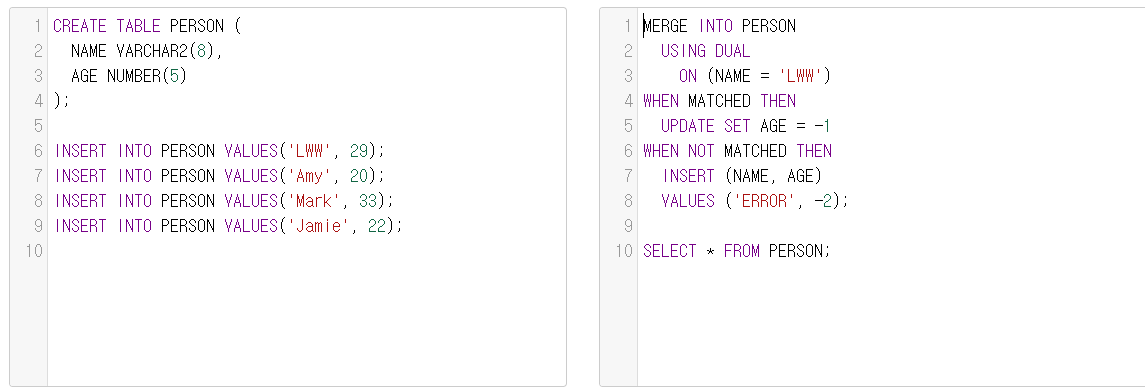 1 CREATE TABLE PERSON (
2 NAME VARCHAR2(8),
3 AGE NUMBER(5)
4 );
5
6 INSERT INTO PERSON VALUES('LWW', 29);
7 INSERT INTO PERSON VALUES('Amy', 20);
8 INSERT INTO PERSON VALUES('Mark', 33);
9 INSERT INTO PERSON VALUES('Jamie', 22);
10
1 MERGE INTO PERSON
2 USING DUAL
3 ON (NAME = 'LWW')
4 WHEN MATCHED THEN
5 UPDATE SET AGE = -1
6 WHEN NOT MATCHED THEN
7 INSERT (NAME, AGE)
8 VALUES ('ERROR', -2);
9
10 SELECT * FROM PERSON;